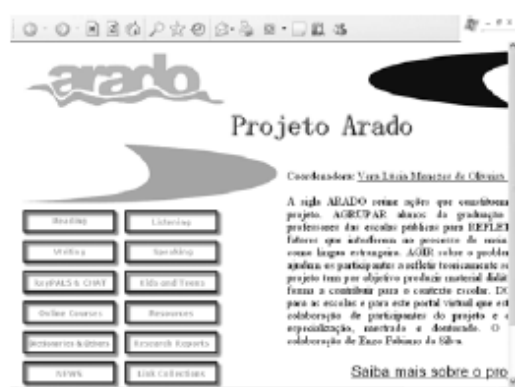 arado
Projeto Arado
Coordenadora: Vera Lúcia Menezes de Oliveira
A sigla ARADO reúne ações que constituem
projeto. AGRUPAR alunos da graduação
professores das escolas públicas para REFLET
fatores que interferem no processo de
como língua estrangeira. AGIR sobre o proble
ajudem os participantes a refletir
projeto tem por objetivo produzir material didát
forma a contribuir para o contexto escolar. DO
para as escolas e para este portal virtual que est
colaboração de participantes do projeto e
especialização, mestrado e doutorado. O
colaboração de Enzo Fabiano da Silva.
Saiba mais sobre o pro
Reading
Listening
Writing
Speaking
KeyPALS & CHAT
Kids and Teens
Online Courses
Resources
Dictionaries & Others
Research Reports
NEWS
Link Collections